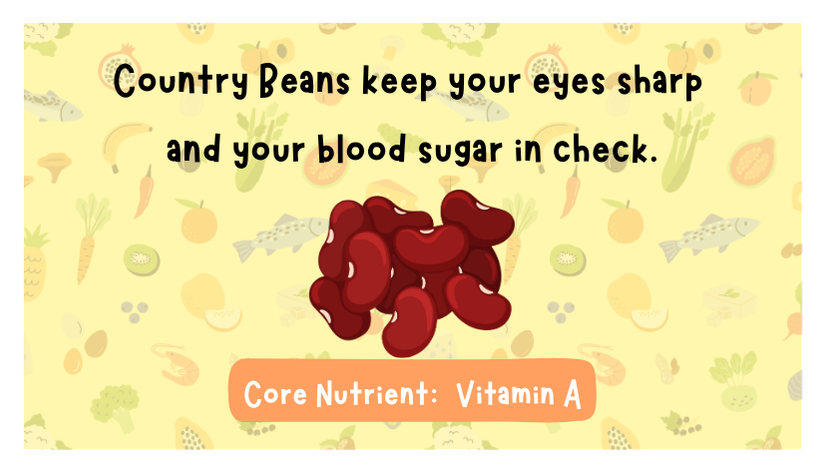 Country Beans keep your eyes sharp
and your blood sugar in check.
Core Nutrient: Vitamin A